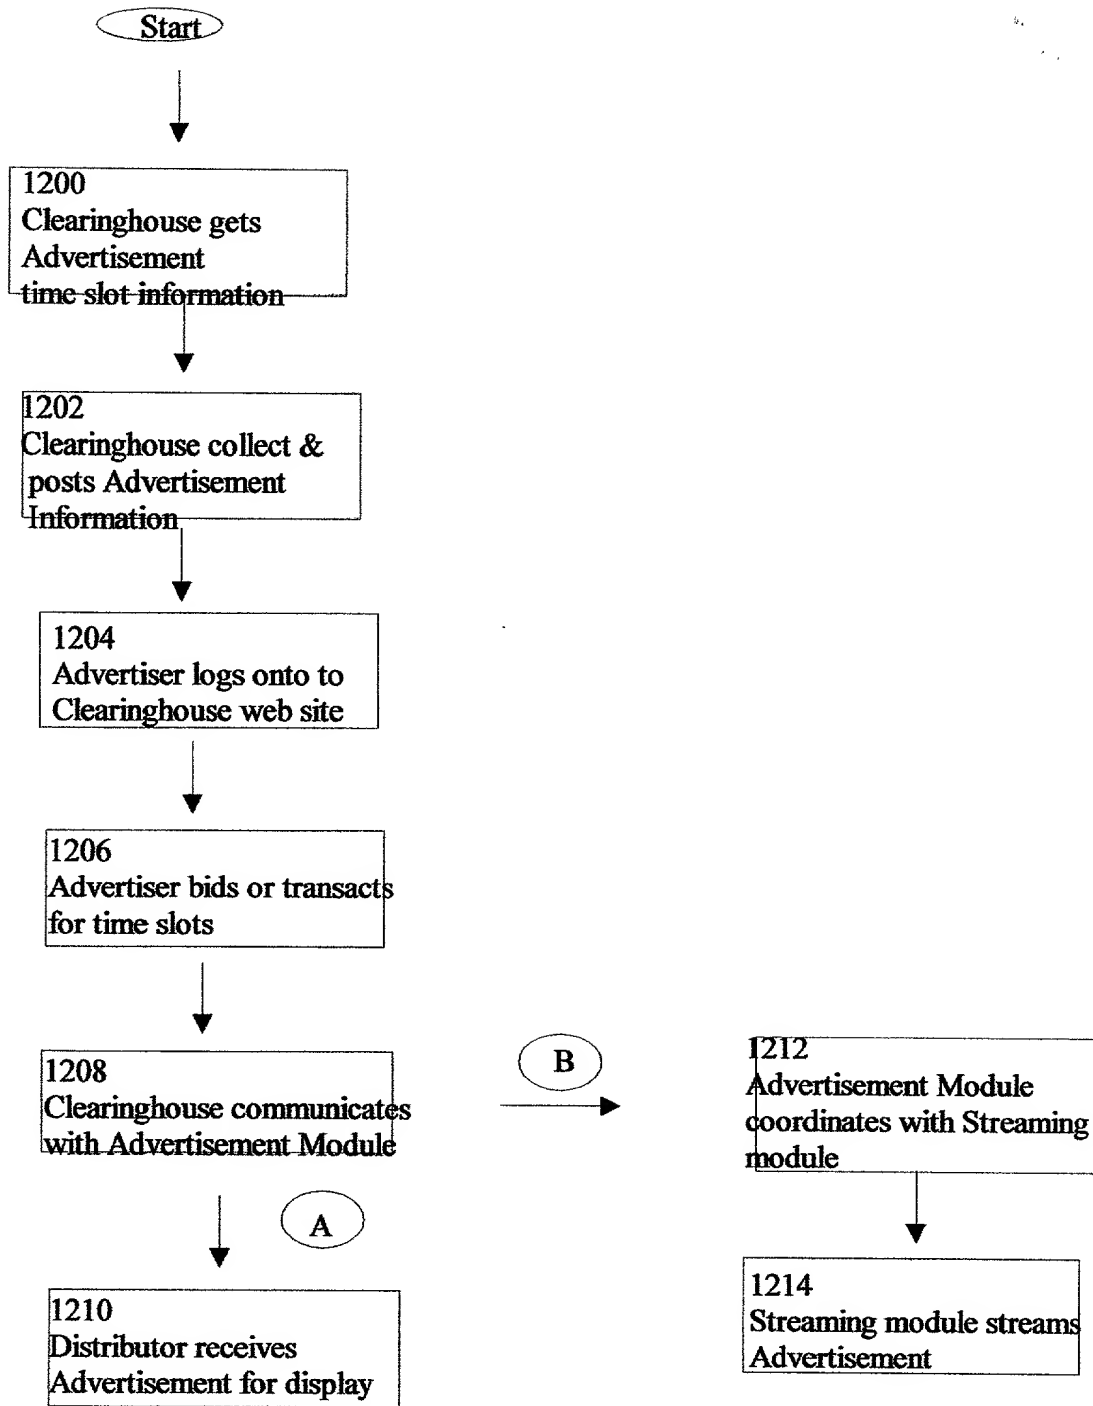 Start
1200
Clearinghouse gets
Advertisement
time slot information
1202
Clearinghouse collect &
posts Advertisement
Information
1204
Advertiser logs onto to
Clearinghouse web site
1206
Advertiser bids or transacts
for time slots
1208
Clearinghouse communicates
with Advertisement Module
B
1212
Advertisement Module
coordinates with Streaming
module
A
1210
Distributor receives
Advertisement for display
1214
Streaming module streams
Advertisement